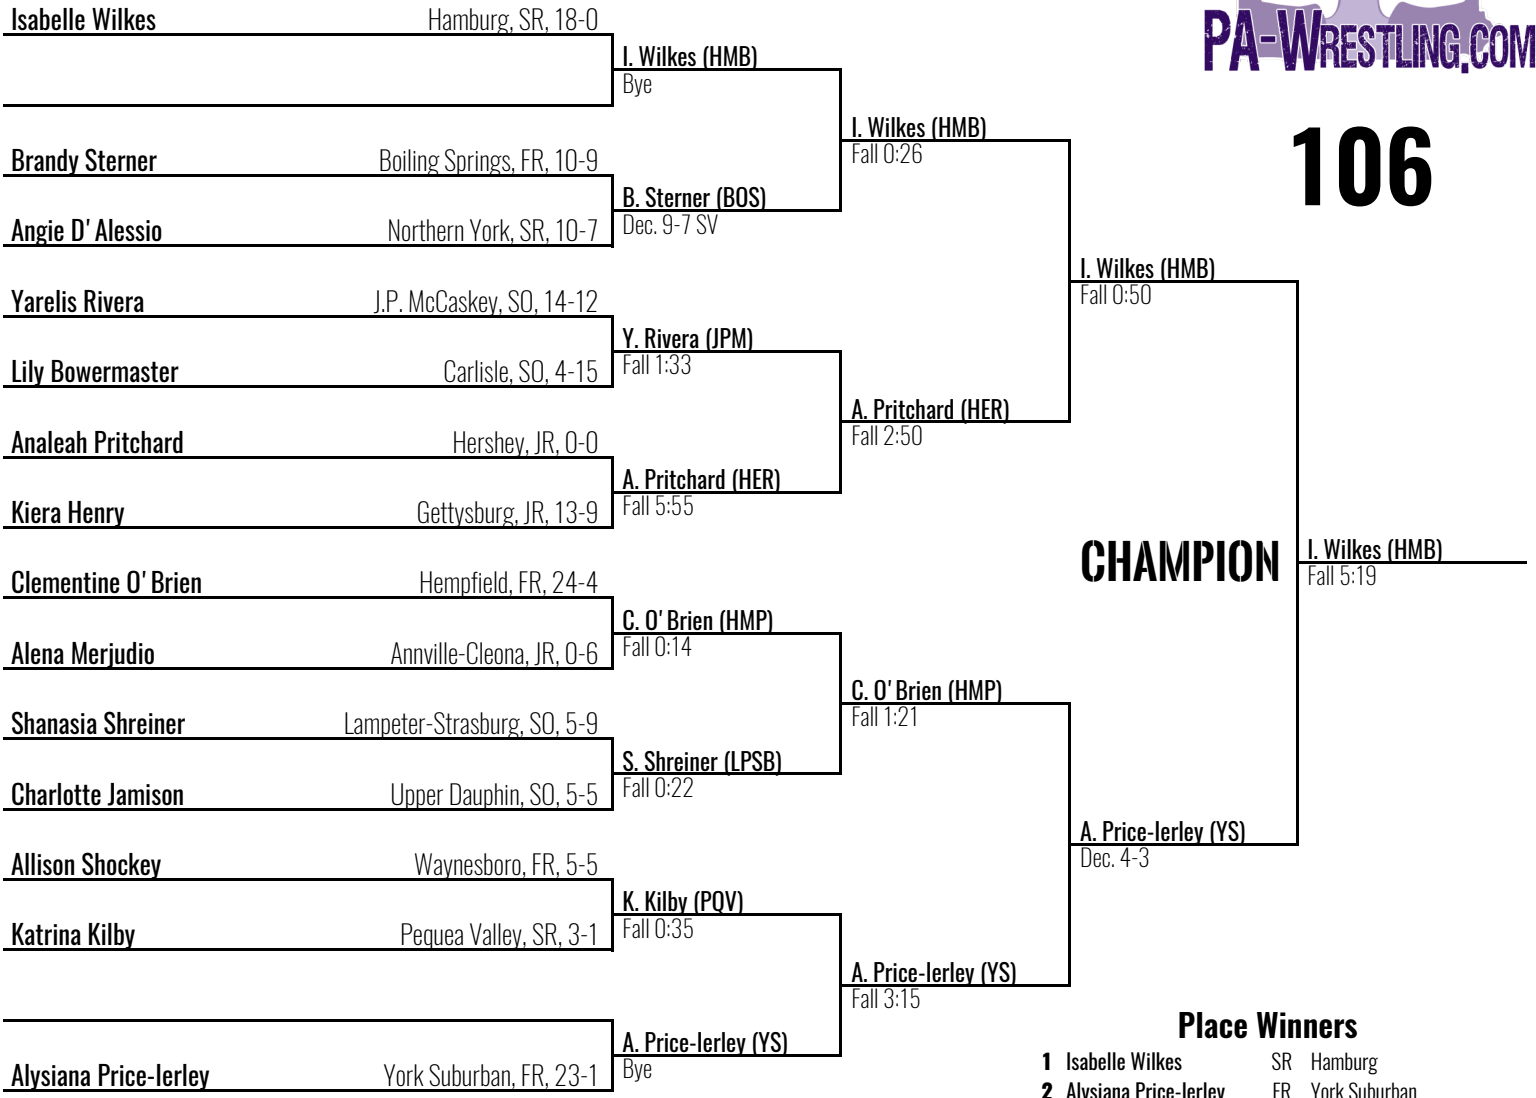 PA-WRESTLING.COM
106
Isabelle Wilkes Hamburg, SR, 18-0
I. Wilkes (HMB)
Bye
I. Wilkes (HMB)
Fall 0:26
Brandy Sterner Boiling Springs, FR, 10-9
B. Sterner (BOS)
Dec. 9-7 SV
Angie D'Alessio Northern York, SR, 10-7
I. Wilkes (HMB)
Fall 0:50
Yarelis Rivera J.P. McCaskey, SO, 14-12
Y. Rivera (JPM)
Fall 1:33
Lily Bowermaster Carlisle, SO, 4-15
A. Pritchard (HER)
Fall 2:50
Analeah Pritchard Hershey, JR, 0-0
A. Pritchard (HER)
Fall 5:55
Kiera Henry Gettysburg, JR, 13-9
CHAMPION
I. Wilkes (HMB)
Fall 5:19
Clementine O'Brien Hempfield, FR, 24-4
C. O'Brien (HMP)
Fall 0:14
Alena Merjudio Annville-Cleona, JR, 0-6
C. O'Brien (HMP)
Fall 1:21
Shanasia Shreiner Lampeter-Strasburg, SO, 5-9
S. Shreiner (LPSB)
Fall 0:22
Charlotte Jamison Upper Dauphin, SO, 5-5
A. Price-Ierley (YS)
Dec. 4-3
Allison Shockey Waynesboro, FR, 5-5
K. Kilby (PQV)
Fall 0:35
Katrina Kilby Pequea Valley, SR, 3-1
A. Price-Ierley (YS)
Fall 3:15
A. Price-Ierley (YS)
Bye
Alysiana Price-Ierley York Suburban, FR, 23-1
Place Winners
1 Isabelle Wilkes SR Hamburg
2 Alysiana Price-Ierley FR York Suburban